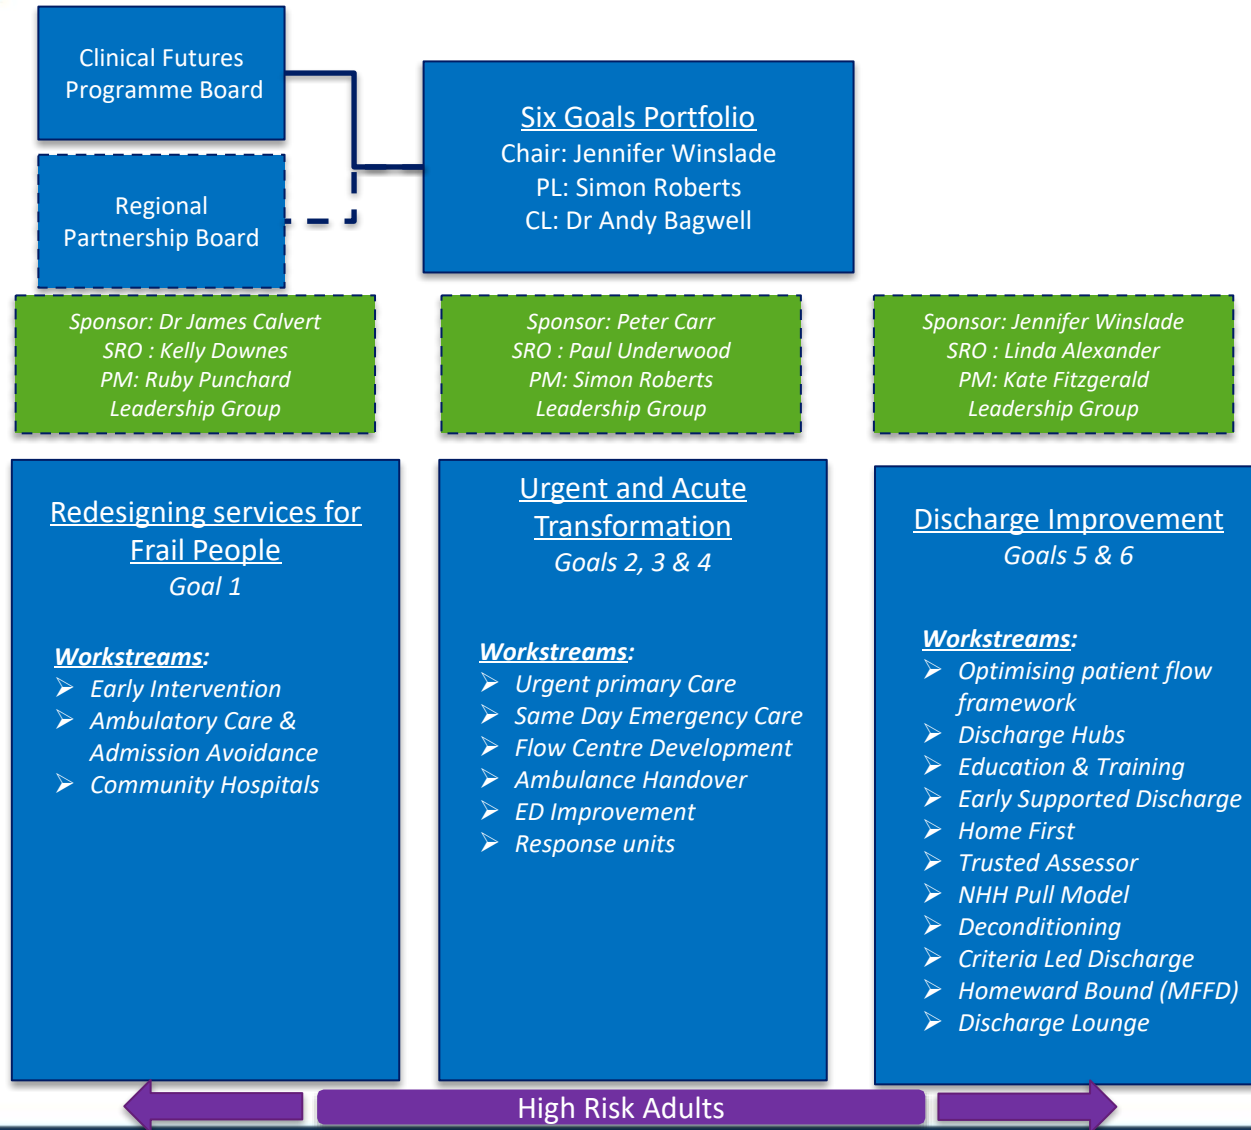 Clinical Futures
Programme Board
Regional
Partnership Board
Six Goals Portfolio
Chair: Jennifer Winslade
PL: Simon Roberts
CL: Dr Andy Bagwell
Sponsor: Dr James Calvert
SRO : Kelly Downes
PM: Ruby Punchard
Leadership Group
Sponsor: Peter Carr
SRO : Paul Underwood
PM: Simon Roberts
Leadership Group
Sponsor: Jennifer Winslade
SRO : Linda Alexander
PM: Kate Fitzgerald
Leadership Group
Redesigning services for
Frail People
Goal 1
Workstreams:
➢ Early Intervention
➢ Ambulatory Care &
Admission Avoidance
➢ Community Hospitals
Urgent and Acute
Transformation
Goals 2, 3 & 4
Workstreams:
➢ Urgent primary Care
➢ Same Day Emergency Care
➢ Flow Centre Development
➢ Ambulance Handover
➢ ED Improvement
➢ Response units
Discharge Improvement
Goals 5 & 6
Workstreams:
➢ Optimising patient flow
framework
➢ Discharge Hubs
➢ Education & Training
➢ Early Supported Discharge
➢ Home First
➢ Trusted Assessor
➢ NHH Pull Model
➢ Deconditioning
➢ Criteria Led Discharge
➢ Homeward Bound (MFFD)
➢ Discharge Lounge
High Risk Adults